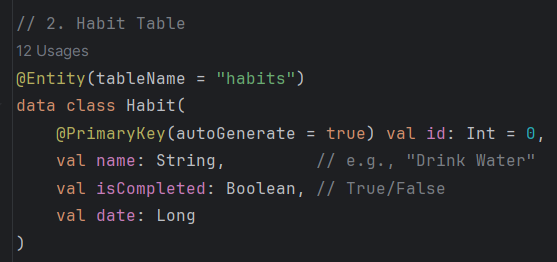 // 2. Habit Table
12 Usages
@Entity(tableName = "habits")
data class Habit(
    @PrimaryKey(autoGenerate = true) val id: Int = 0,
    val name: String,         // e.g., "Drink Water"
    val isCompleted: Boolean, // True/False
    val date: Long
)